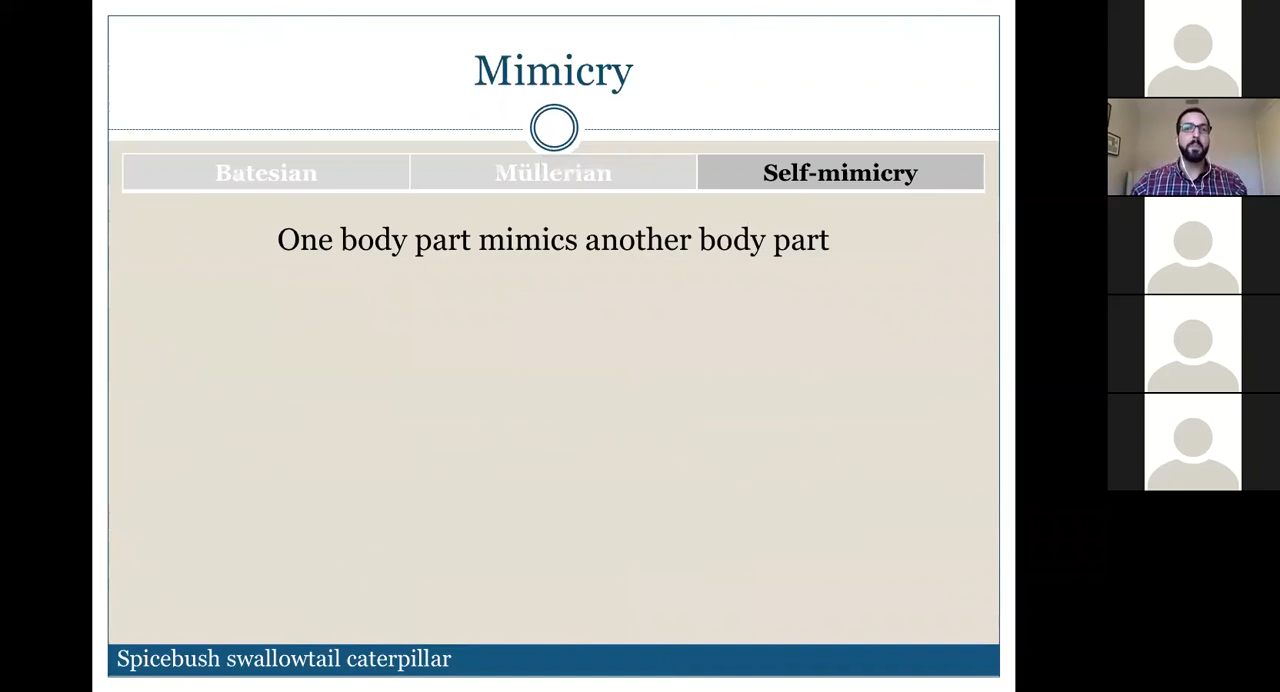 Mimicry
Batesian
Müllerian
Self-mimicry
One body part mimics another body part
Spicebush swallowtail caterpillar